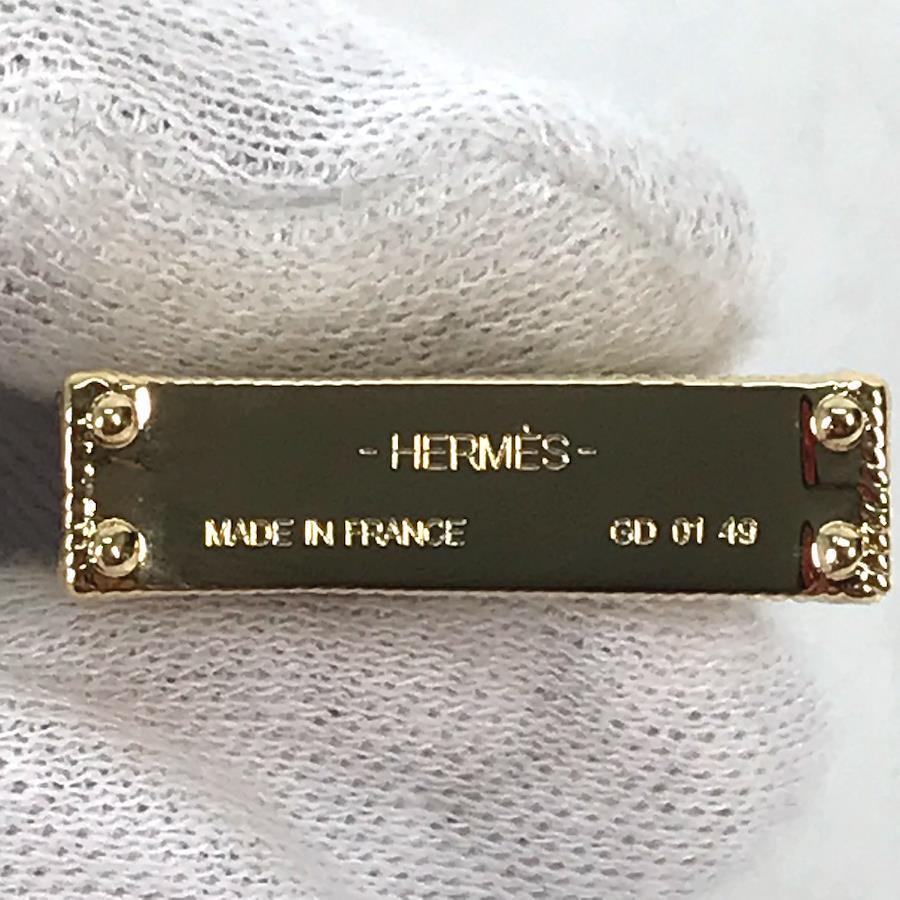 - HERMÈS -
MADE IN FRANCE GD 01 49